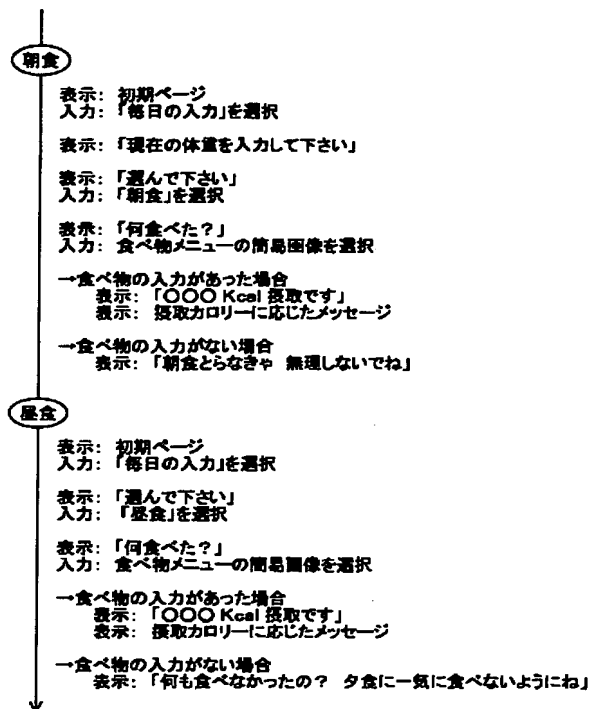 朝食
表示: 初期ページ
入力: 「毎日の入力」を選択
表示: 「現在の体重を入力して下さい」
表示: 「選んで下さい」
入力: 「朝食」を選択
表示: 「何食べた？」
入力: 食べ物メニューの簡易画像を選択
→食べ物の入力があった場合
表示: 「〇〇〇 Kcal 摂取です」
表示: 摂取カロリーに応じたメッセージ
→食べ物の入力がない場合
表示: 「朝食とらなきゃ 無理しないでね」
昼食
表示: 初期ページ
入力: 「毎日の入力」を選択
表示: 「選んで下さい」
入力: 「昼食」を選択
表示: 「何食べた？」
入力: 食べ物メニューの簡易画像を選択
→食べ物の入力があった場合
表示: 「〇〇〇 Kcal 摂取です」
表示: 摂取カロリーに応じたメッセージ
→食べ物の入力がない場合
表示: 「何も食べなかったの？ 夕食に一気に食べないようにね」